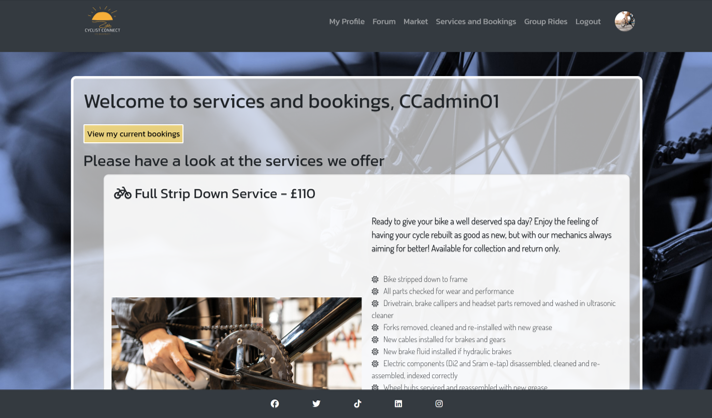 CYCLIST CONNECT
My Profile Forum Market Services and Bookings Group Rides Logout
Welcome to services and bookings, CCadmin01
View my current bookings
Please have a look at the services we offer
Full Strip Down Service - £110
Ready to give your bike a well deserved spa day? Enjoy the feeling of
having your cycle rebuilt as good as new, but with our mechanics always
aiming for better! Available for collection and return only.
Bike stripped down to frame
All parts checked for wear and performance
Drivetrain, brake callipers and headset parts removed and washed in ultrasonic
cleaner
Forks removed, cleaned and re-installed with new grease
New cables installed for brakes and gears
New brake fluid installed if hydraulic brakes
Electric components (Di2 and Sram e-tap) disassembled, cleaned and re-
assembled, indexed correctly
Wheel hubs serviced and reassembled with new grease